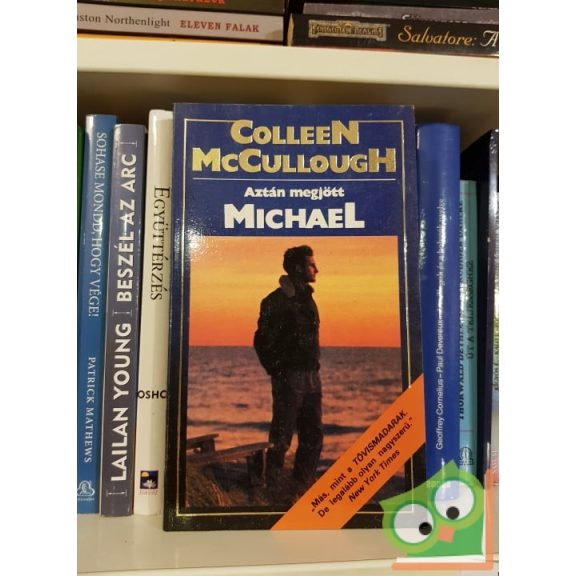 ston Northenlight ELEVEN FALAK
Salvatore: A
SOHASE MONDD, HOGY VÉGE!
PATRICK MATHEWS
LAILAN YOUNG BESZÉL AZ ARC
EGYÜTTÉRZÉS
OSHO
COLLEEN
MCCULLOUGH
Aztán megjött
MICHAEL
„Más, mint a TÖVISMADARAK.
De legalább olyan nagyszerű."
New York Times
Geoffrey Cornelius – Paul Devereux